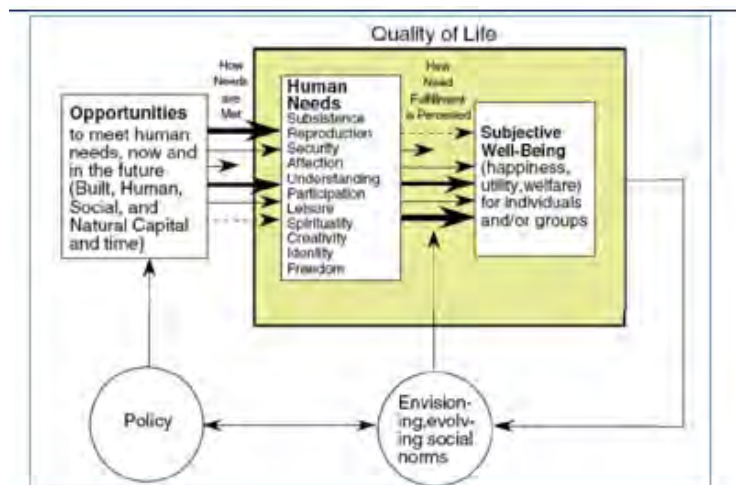 Quality of Life
How
Needs
are
Met
Opportunities
to meet human
needs, now and
in the future
(Built, Human,
Social, and
Natural Capital
and time)
Human
Needs
Subsistence
Reproduction
Security
Affection
Understanding
Participation
Leisure
Spirituality
Creativity
Identity
Freedom
How
Need
Fulfillment
is Perceived
Subjective
Well-Being
(happiness,
utility, welfare)
for individuals
and/or groups
Policy
Envision-
ing, evolv-
ing social
norms